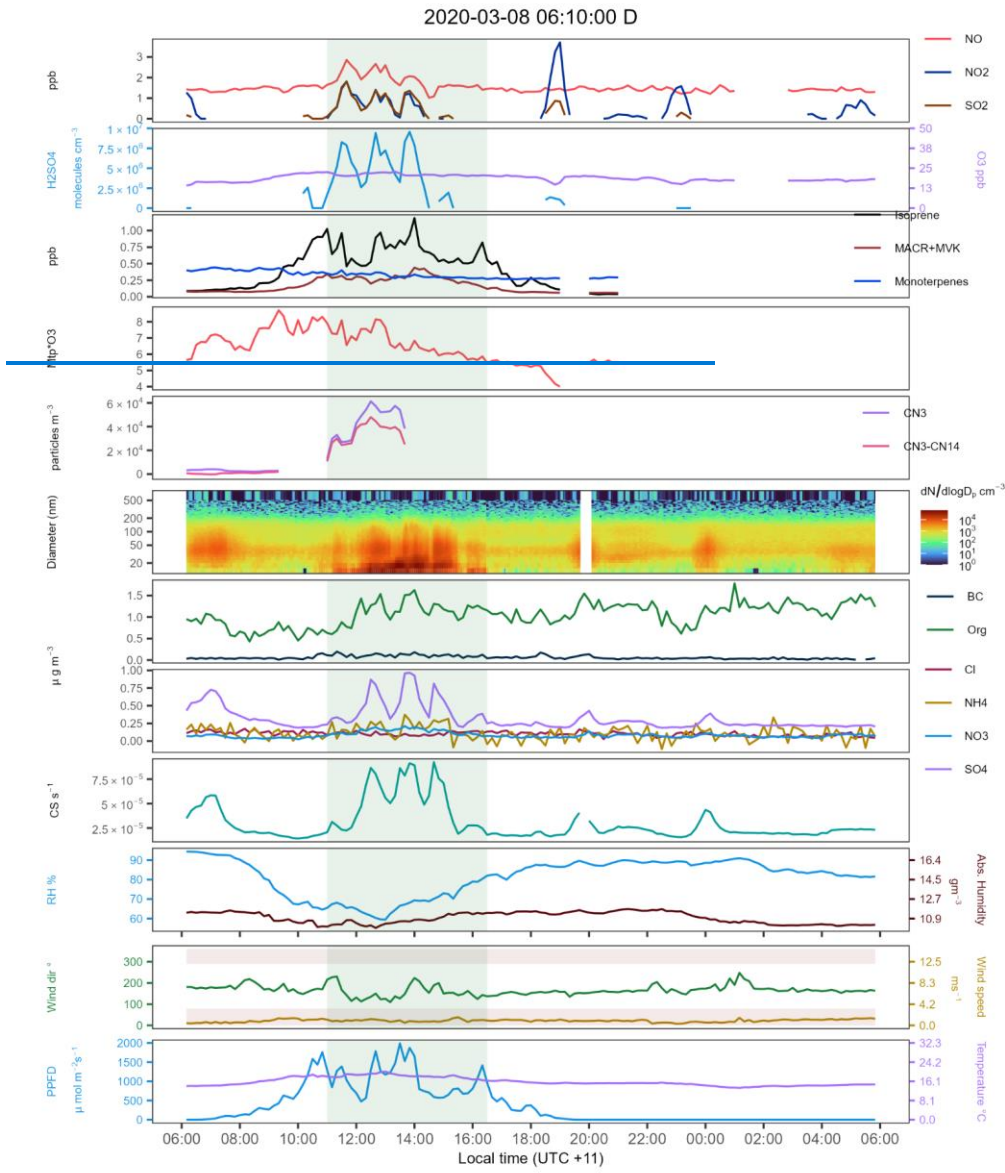 2020-03-08 06:10:00 D
ppb
3
2
1
0
NO
NO2
SO2
H2SO4
molecules cm⁻³
1 × 10⁷
7.5 × 10⁶
5 × 10⁶
2.5 × 10⁶
0
50
38
25
13
0
O3 ppb
ppb
1.00
0.75
0.50
0.25
0.00
Isoprene
MACR+MVK
Monoterpenes
Mtp*O3
8
7
6
5
4
particles m⁻³
6 × 10⁴
4 × 10⁴
2 × 10⁴
0
CN3
CN3-CN14
Diameter (nm)
500
200
100
50
20
dN/dlogDₚ cm⁻³
10⁴
10³
10²
10¹
10⁰
µ g m⁻³
1.5
1.0
0.5
0.0
1.00
0.75
0.50
0.25
0.00
BC
Org
Cl
NH4
NO3
SO4
CS s⁻¹
7.5 × 10⁻⁵
5 × 10⁻⁵
2.5 × 10⁻⁵
RH %
90
80
70
60
16.4
14.5
12.7
10.9
Abs. Humidity
gm⁻³
Wind dir °
300
200
100
0
12.5
8.3
4.2
0.0
Wind speed
ms⁻¹
PPFD
µ mol m⁻²s⁻¹
2000
1500
1000
500
0
32.3
24.2
16.1
8.1
0.0
Temperature °C
06:00 08:00 10:00 12:00 14:00 16:00 18:00 20:00 22:00 00:00 02:00 04:00 06:00
Local time (UTC +11)